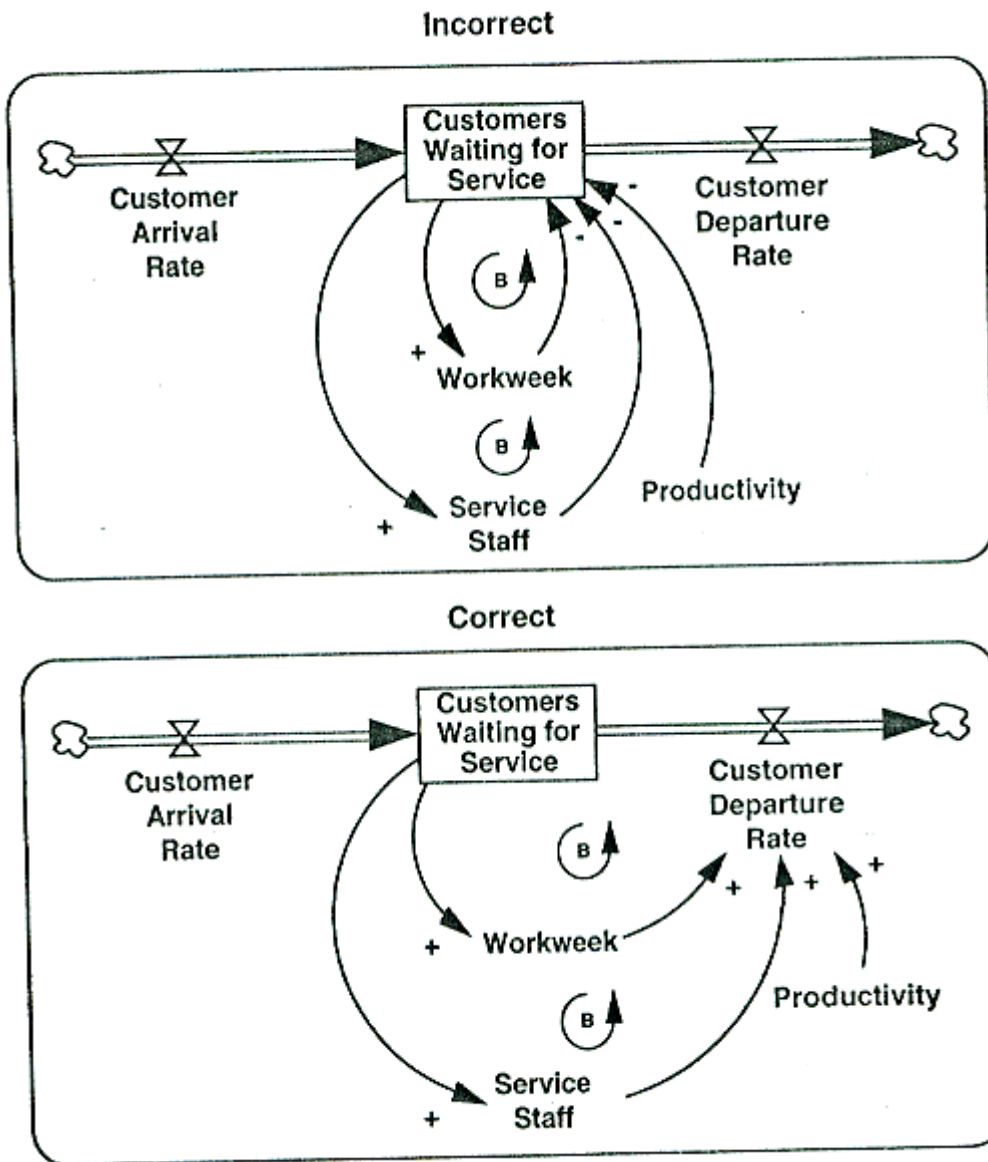 Incorrect
Customers
Waiting for
Service
Customer
Arrival
Rate
Customer
Departure
Rate
-
-
-
B
+
Workweek
B
+
Service
Staff
Productivity
Correct
Customers
Waiting for
Service
Customer
Arrival
Rate
Customer
Departure
Rate
B
+
+
+
+
Workweek
Productivity
B
+
Service
Staff